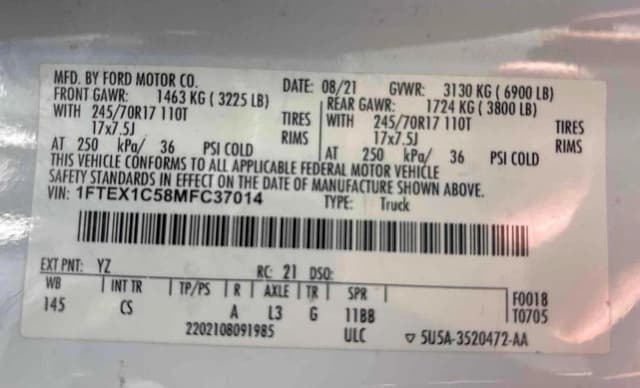 MFD. BY FORD MOTOR CO. DATE: 08/21 GVWR: 3130 KG ( 6900 LB)
FRONT GAWR: 1463 KG ( 3225 LB) REAR GAWR: 1724 KG ( 3800 LB)
WITH 245/70R17 110T TIRES WITH 245/70R17 110T TIRES
17x7.5J RIMS 17x7.5J RIMS
AT 250 kPa/ 36 PSI COLD AT 250 kPa/ 36 PSI COLD
THIS VEHICLE CONFORMS TO ALL APPLICABLE FEDERAL MOTOR VEHICLE
SAFETY STANDARDS IN EFFECT ON THE DATE OF MANUFACTURE SHOWN ABOVE.
VIN: 1FTEX1C58MFC37014 TYPE: Truck
EXT PNT: YZ RC: 21 DSO:
WB INT TR TP/PS R AXLE TR SPR F0018
145 CS A L3 G 11BB T0705
2202108091985 ULC ▽ 5U5A-3520472-AA